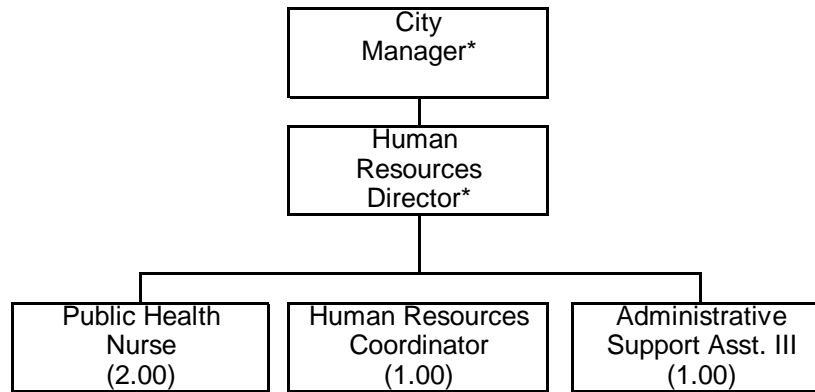 City
Manager*
Human
Resources
Director*
Public Health
Nurse
(2.00)
Human Resources
Coordinator
(1.00)
Administrative
Support Asst. III
(1.00)